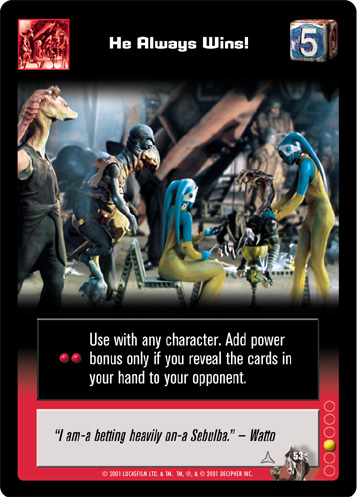 He Always Wins!
5
Use with any character. Add power
bonus only if you reveal the cards in
your hand to your opponent.
"I am-a betting heavily on-a Sebulba." – Watto
53
© 2001 LUCASFILM LTD. & TM. TM, ®, & © 2001 DECIPHER INC.